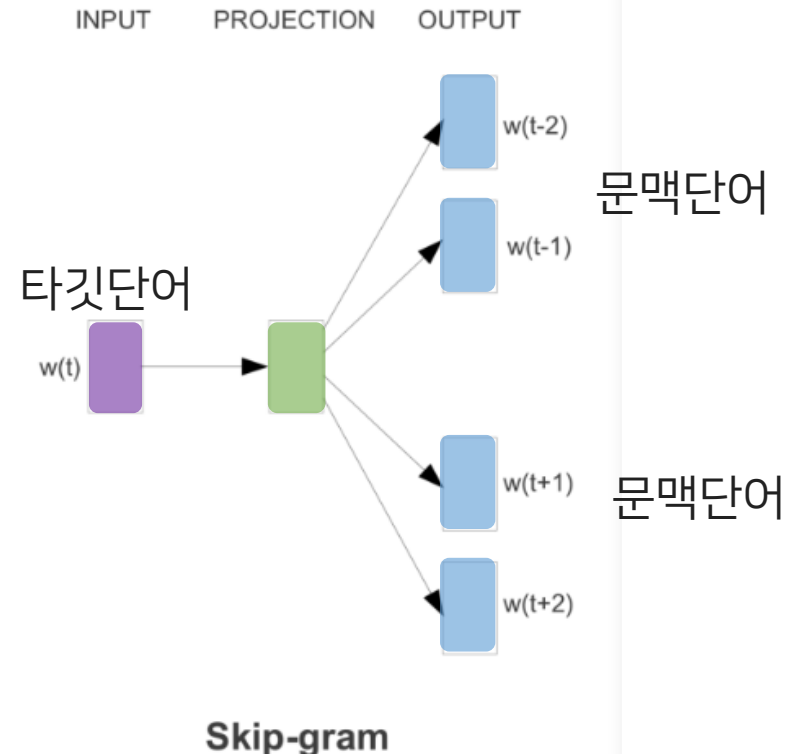 INPUT PROJECTION OUTPUT
w(t-2)
문맥단어
w(t-1)
타깃단어
w(t)
w(t+1)
문맥단어
w(t+2)
Skip-gram